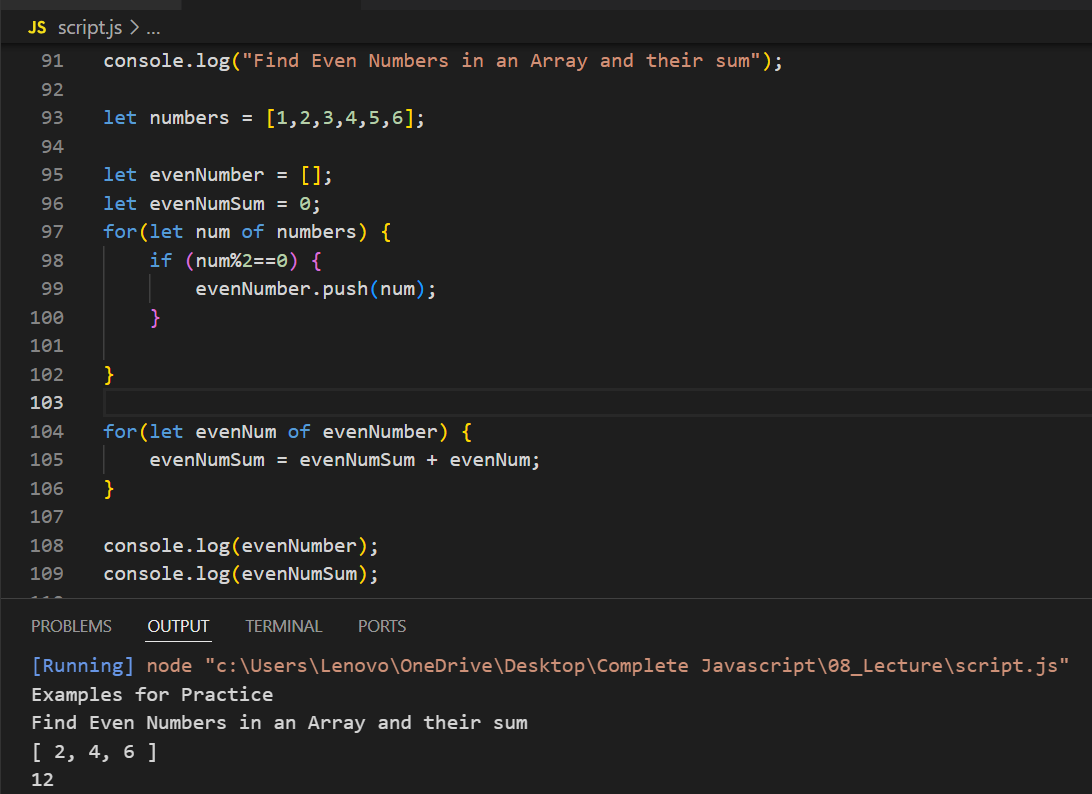 JS script.js > ...
91 console.log("Find Even Numbers in an Array and their sum");
92
93 let numbers = [1,2,3,4,5,6];
94
95 let evenNumber = [];
96 let evenNumSum = 0;
97 for(let num of numbers) {
98     if (num%2==0) {
99         evenNumber.push(num);
100     }
101
102 }
103
104 for(let evenNum of evenNumber) {
105     evenNumSum = evenNumSum + evenNum;
106 }
107
108 console.log(evenNumber);
109 console.log(evenNumSum);
PROBLEMS OUTPUT TERMINAL PORTS
[Running] node "c:\Users\Lenovo\OneDrive\Desktop\Complete Javascript\08_Lecture\script.js"
Examples for Practice
Find Even Numbers in an Array and their sum
[ 2, 4, 6 ]
12